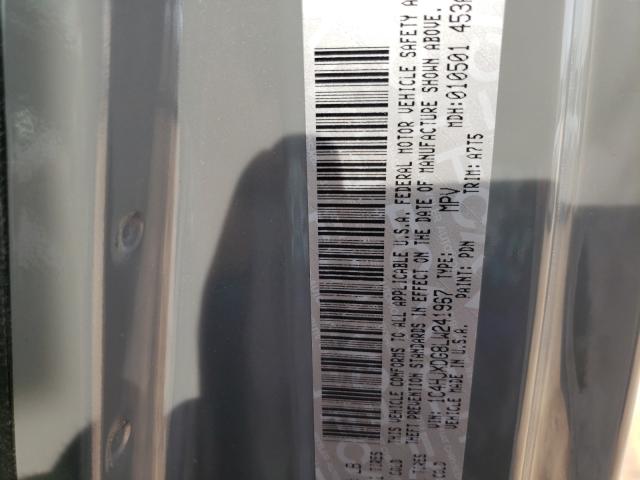 THIS VEHICLE CONFORMS TO ALL APPLICABLE U.S.A. FEDERAL MOTOR VEHICLE SAFETY A
THEFT PREVENTION STANDARDS IN EFFECT ON THE DATE OF MANUFACTURE SHOWN ABOVE.
VIN: 1C4HJXDG8LW241967 TYPE: MPV MDH:010501 453A
VEHICLE MADE IN U.S.A. PAINT: PDN TRIM: A7T5